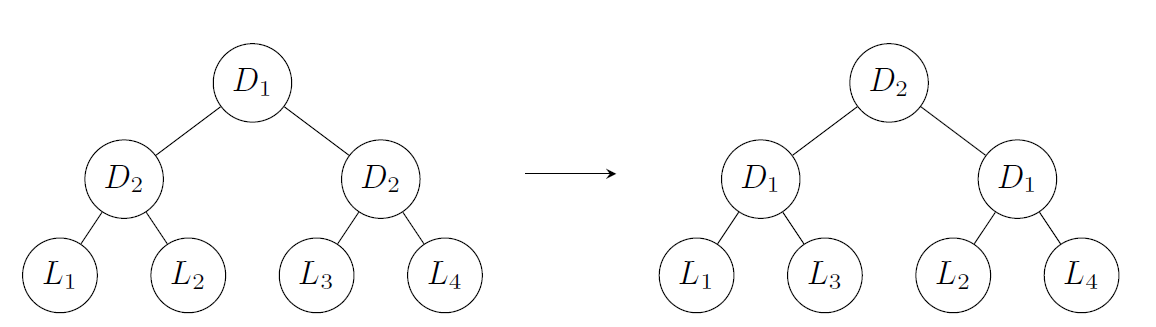 D₁ D₂
D₂ D₂ D₁ D₁
L₁ L₂ L₃ L₄ L₁ L₃ L₂ L₄